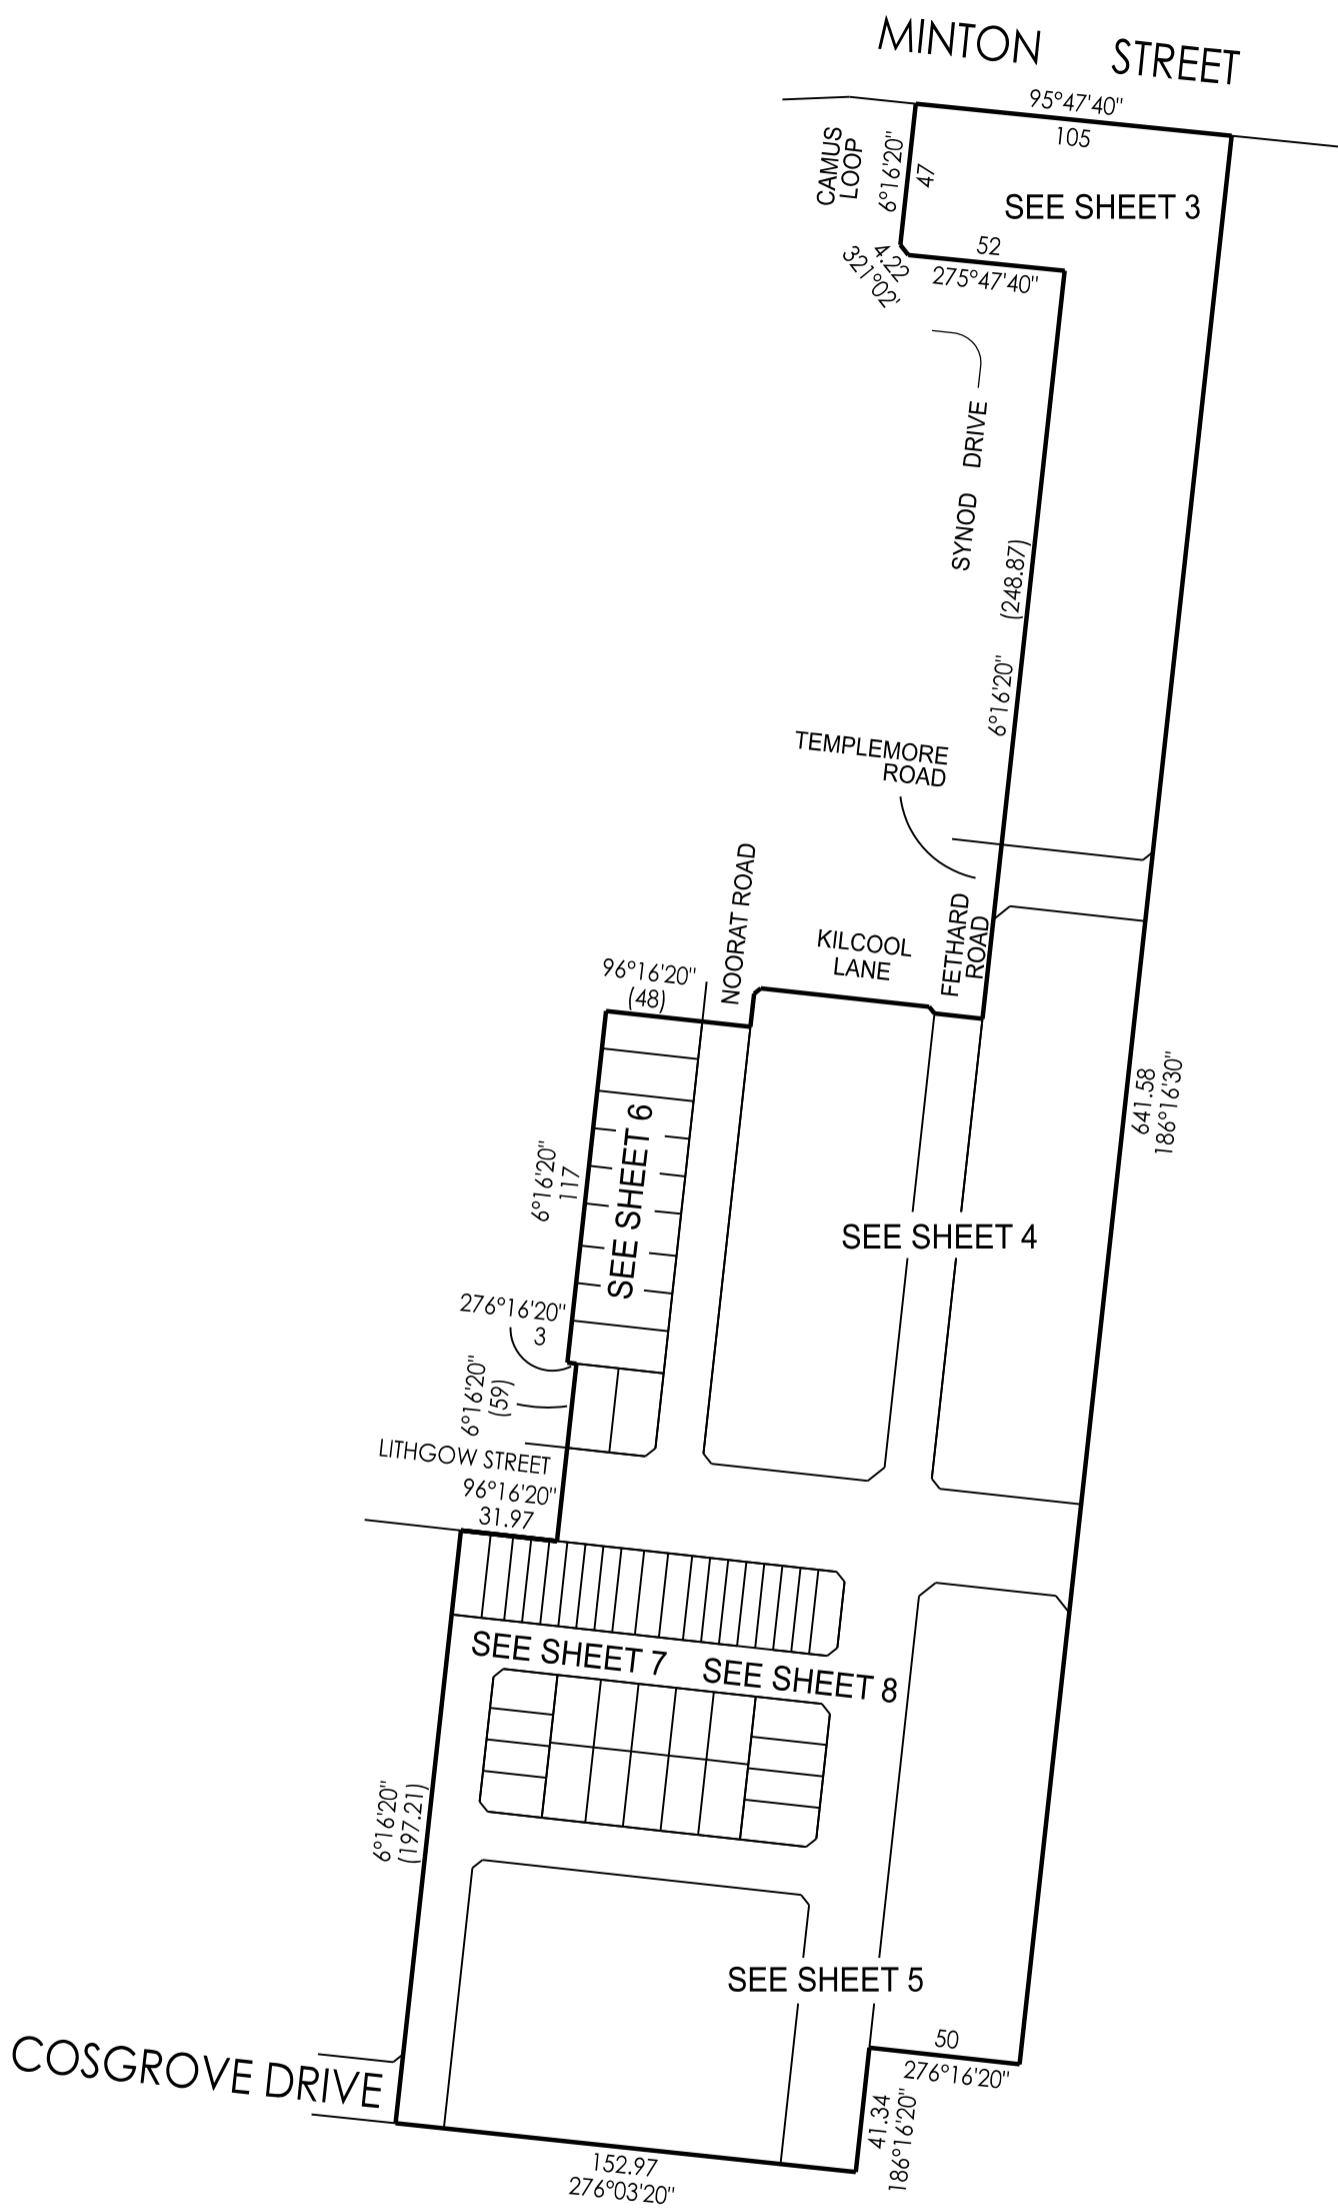 MINTON STREET
95°47'40"
105
CAMUS
LOOP
6°16'20"
47
SEE SHEET 3
52
275°47'40"
4.22
321°02'
SYNOD DRIVE
(248.87)
6°16'20"
TEMPLEMORE
ROAD
NOORAT ROAD
KILCOOL
LANE
FETHARD
ROAD
96°16'20"
(48)
641.58
186°16'30"
SEE SHEET 6
6°16'20"
117
SEE SHEET 4
276°16'20"
3
6°16'20"
(59)
LITHGOW STREET
96°16'20"
31.97
SEE SHEET 7
SEE SHEET 8
6°16'20"
(197.21)
SEE SHEET 5
COSGROVE DRIVE
50
276°16'20"
41.34
186°16'20"
152.97
276°03'20"